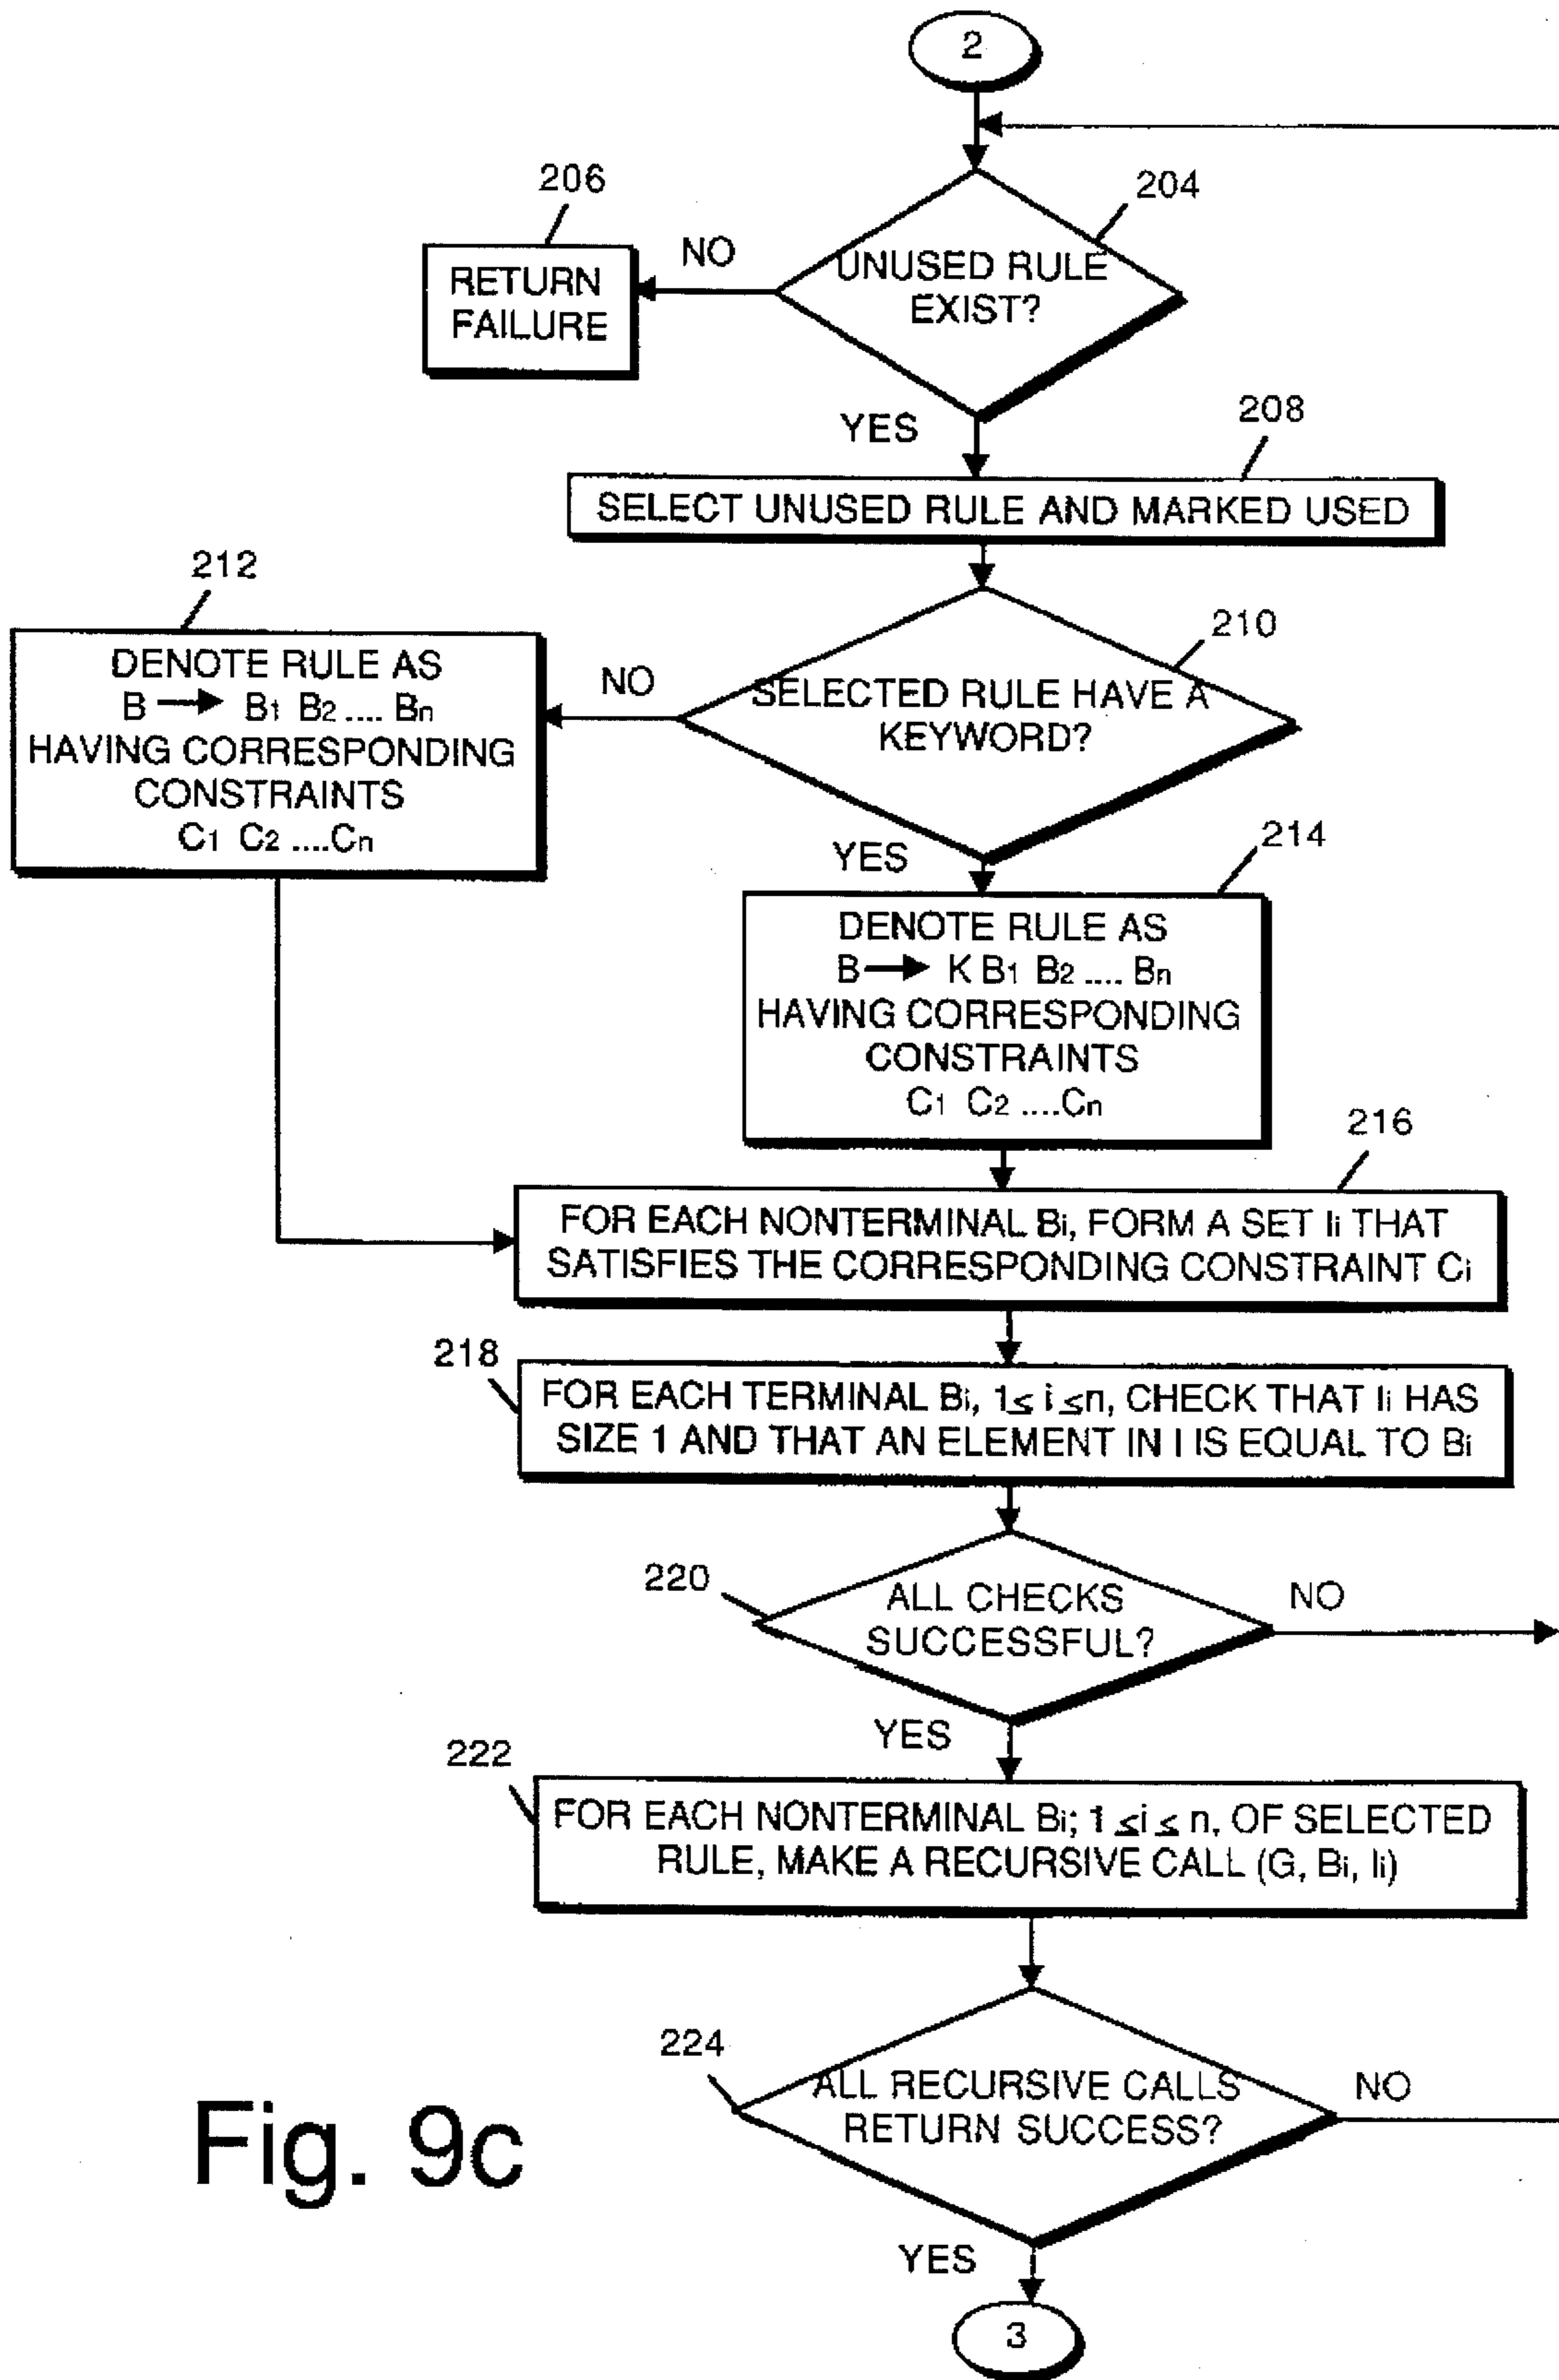 2
206
204
NO
UNUSED RULE
EXIST?
RETURN
FAILURE
YES
208
SELECT UNUSED RULE AND MARKED USED
212
210
DENOTE RULE AS
B → B1 B2 .... Bn
HAVING CORRESPONDING
CONSTRAINTS
C1 C2 ....Cn
NO
SELECTED RULE HAVE A
KEYWORD?
YES
214
DENOTE RULE AS
B → K B1 B2 .... Bn
HAVING CORRESPONDING
CONSTRAINTS
C1 C2 ....Cn
216
FOR EACH NONTERMINAL Bi, FORM A SET Ii THAT
SATISFIES THE CORRESPONDING CONSTRAINT Ci
218
FOR EACH TERMINAL Bi, 1≤ i ≤n, CHECK THAT Ii HAS
SIZE 1 AND THAT AN ELEMENT IN I IS EQUAL TO Bi
220
ALL CHECKS
SUCCESSFUL?
NO
YES
222
FOR EACH NONTERMINAL Bi; 1 ≤i ≤ n, OF SELECTED
RULE, MAKE A RECURSIVE CALL (G, Bi, Ii)
224
ALL RECURSIVE CALLS
RETURN SUCCESS?
NO
YES
3
Fig. 9c